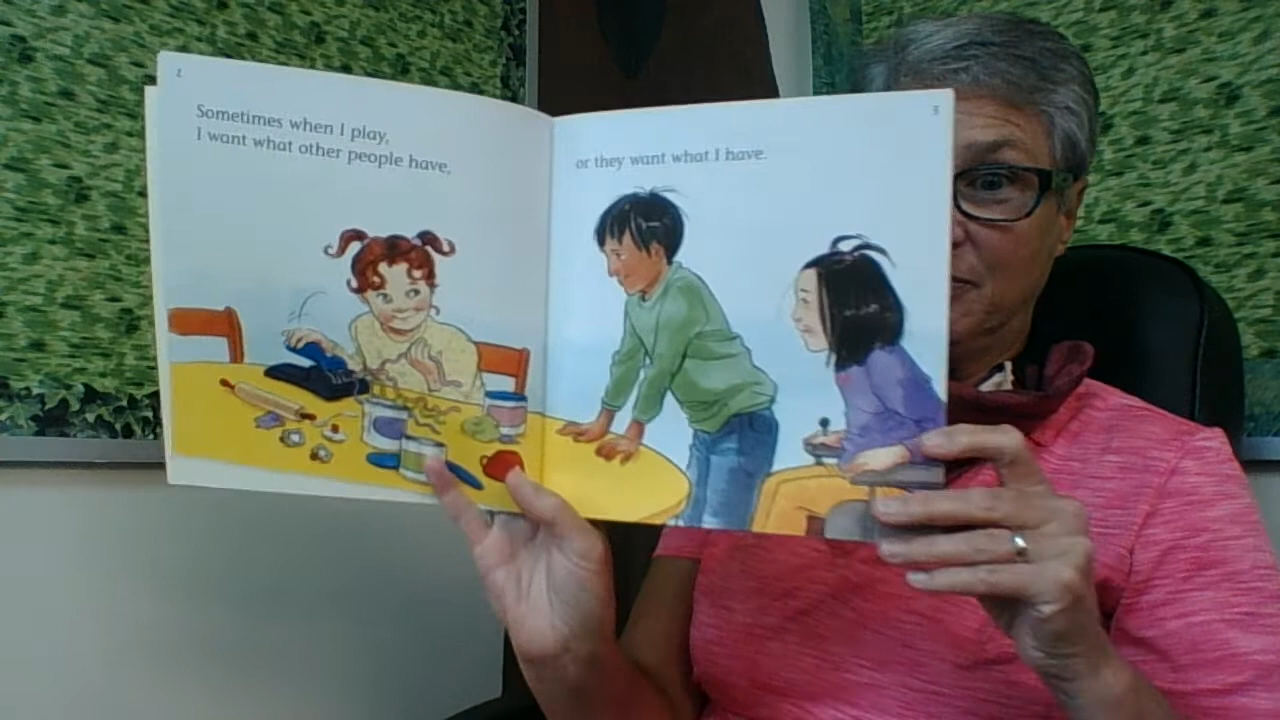 Sometimes when I play,
I want what other people have,
or they want what I have.